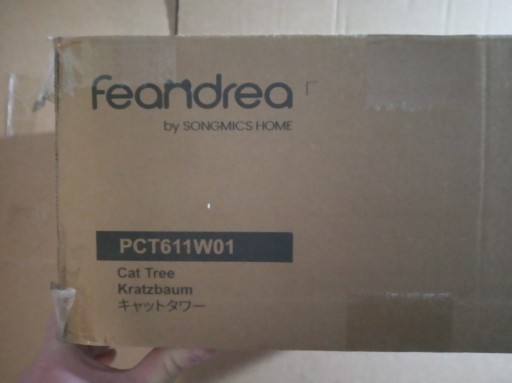 feandrea
by SONGMICS HOME
PCT611W01
Cat Tree
Kratzbaum
キャットタワー